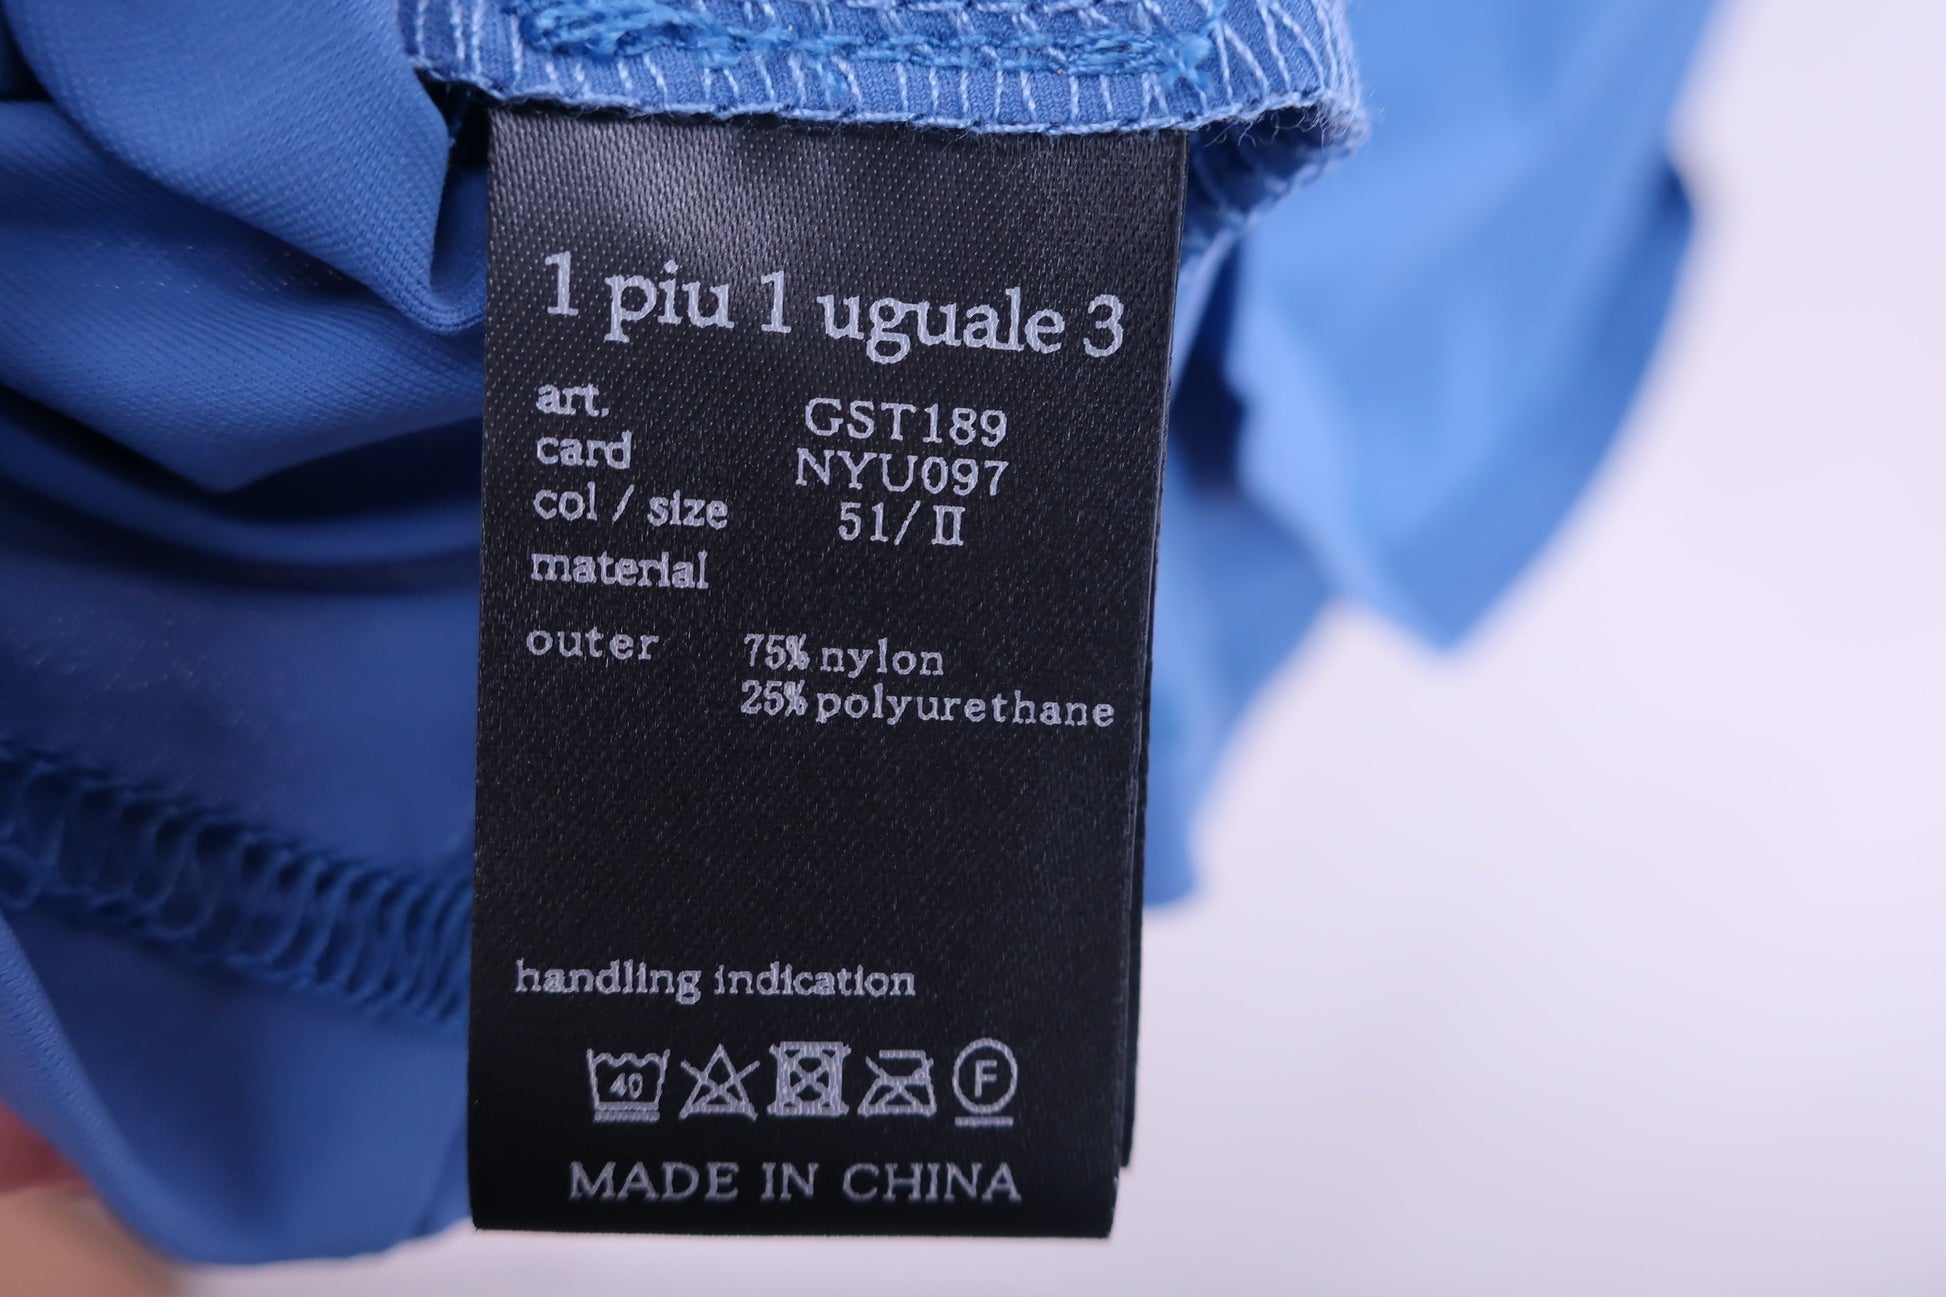 1 piu 1 uguale 3
art. GST189
card NYU097
col / size 51/Ⅱ
material
outer 75% nylon
25% polyurethane
handling indication
40 F
MADE IN CHINA